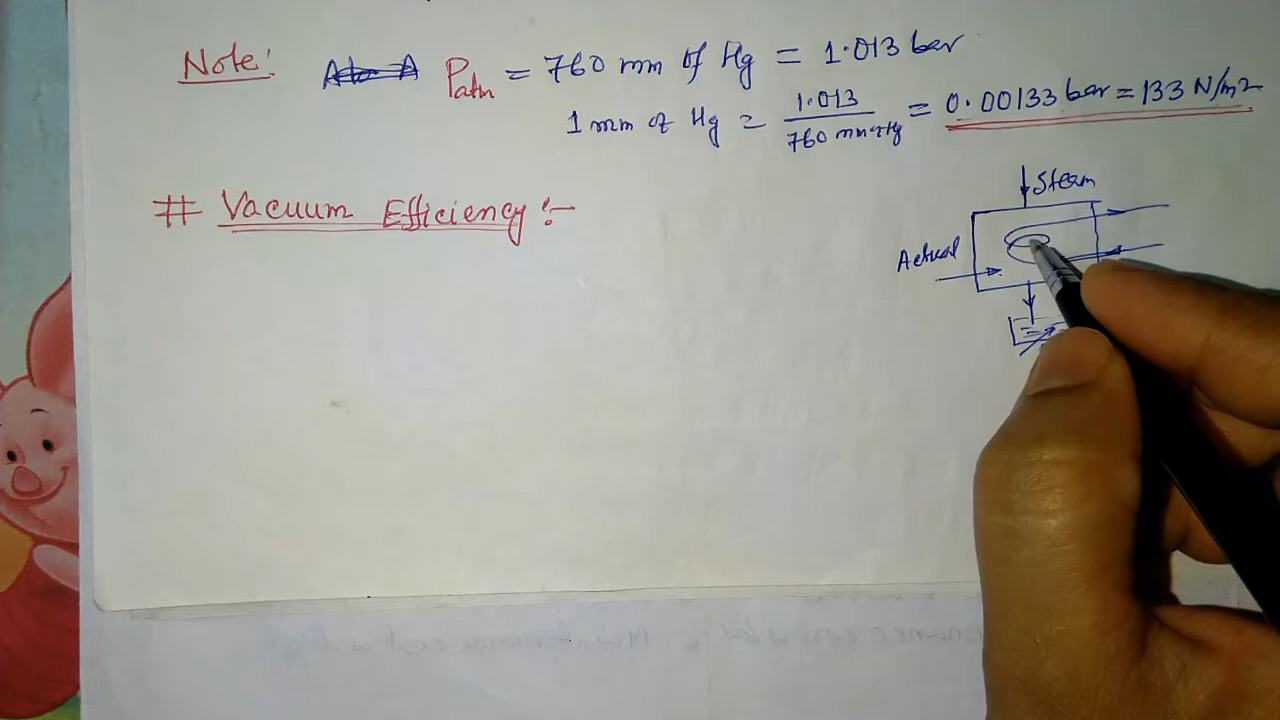 Note:
Patm = 760 mm of Hg = 1.013 bar
1 mm of Hg = 1.013 / 760 mm of Hg = 0.00133 bar = 133 N/m2
# Vacuum Efficiency :-
Steam
Actual